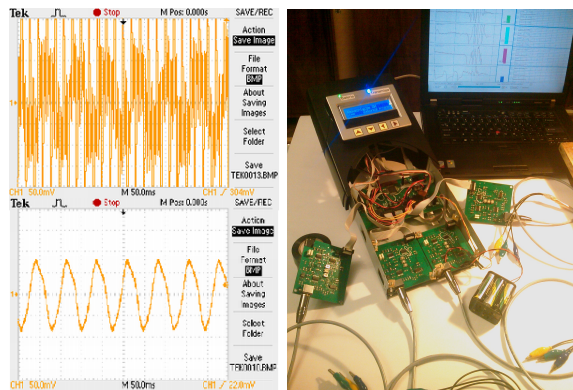 Tek Stop M Pos: 0.000s SAVE/REC
Action
Save Image
File
Format
BMP
About
Saving
Images
Select
Folder
Save
TEK0013.BMP
CH1 50.0mV M 50.0ms CH1 304mV
Tek Stop M Pos: 0.000s SAVE/REC
Action
Save Image
File
Format
BMP
About
Saving
Images
Select
Folder
Save
TEK0010.BMP
CH1 50.0mV M 50.0ms CH1 22.0mV